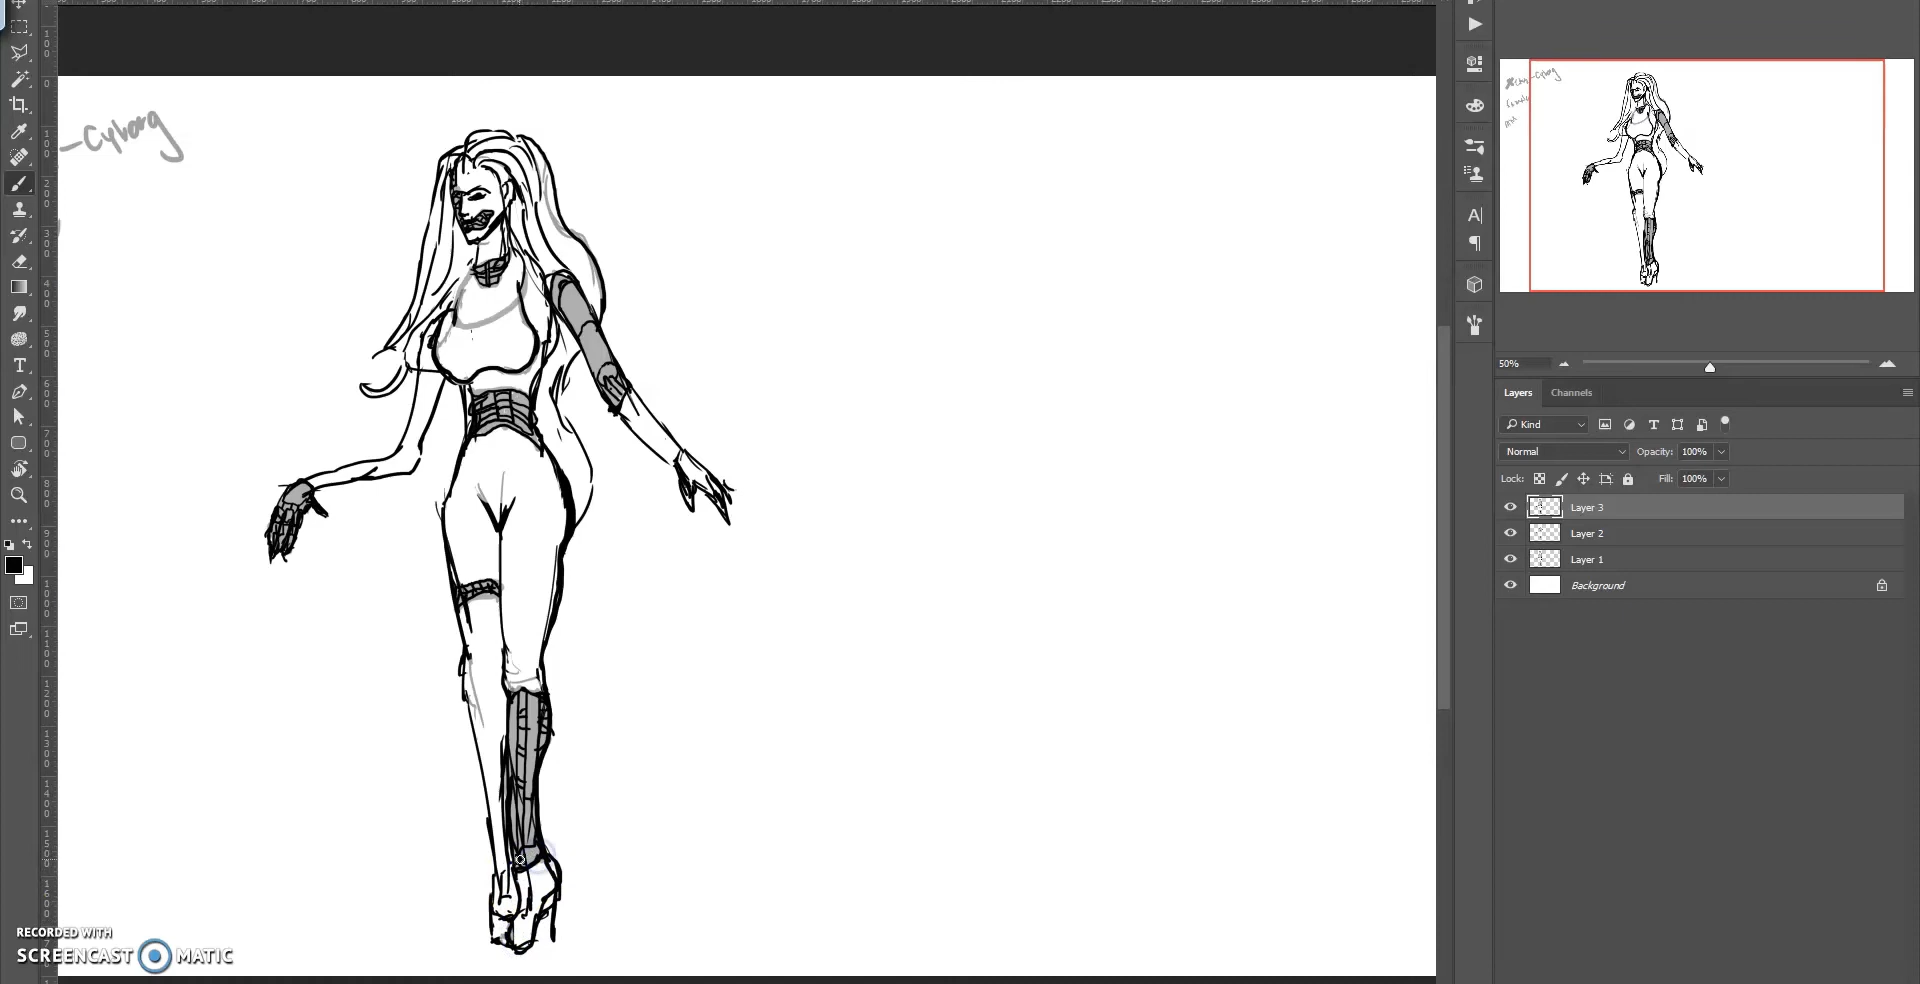 -Cyborg
-Cyborg
50%
Layers Channels
Kind
Normal Opacity: 100%
Lock: Fill: 100%
Layer 3
Layer 2
Layer 1
Background
RECORDED WITH
SCREENCAST MATIC